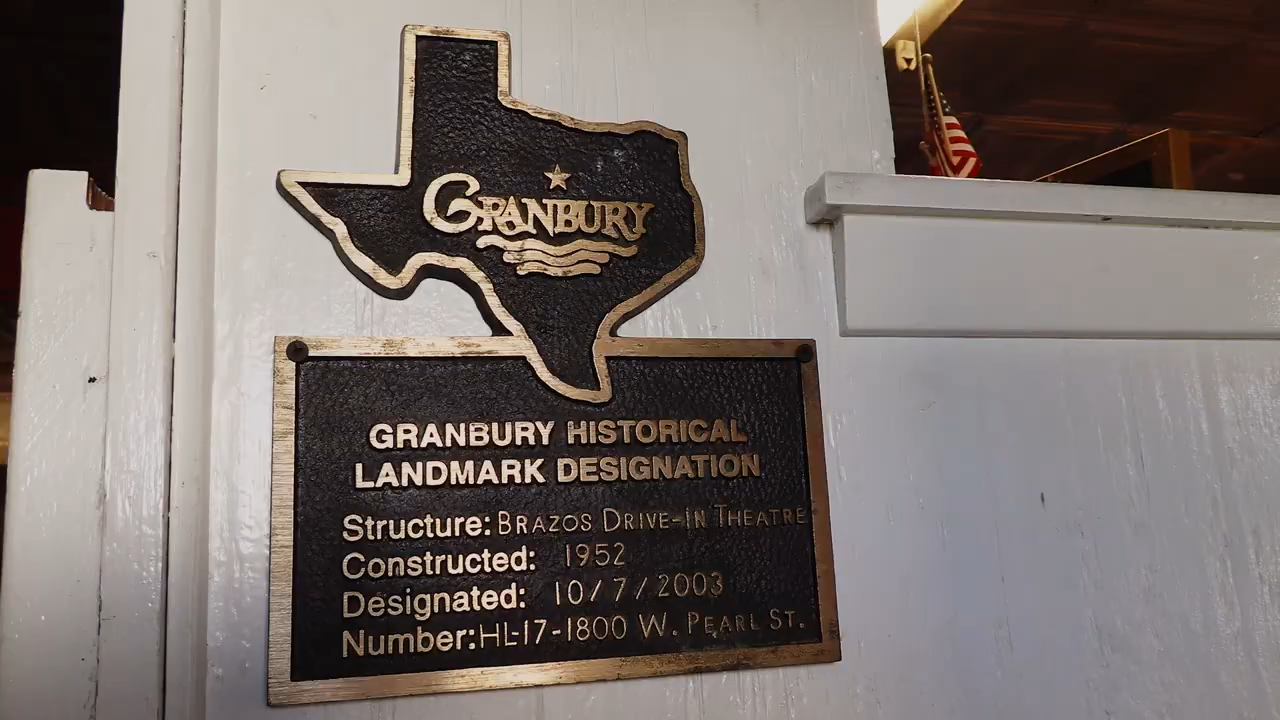 GRANBURY
GRANBURY HISTORICAL
LANDMARK DESIGNATION
Structure: BRAZOS DRIVE-IN THEATRE
Constructed: 1952
Designated: 10/7/2003
Number: HL-17-1800 W. PEARL ST.